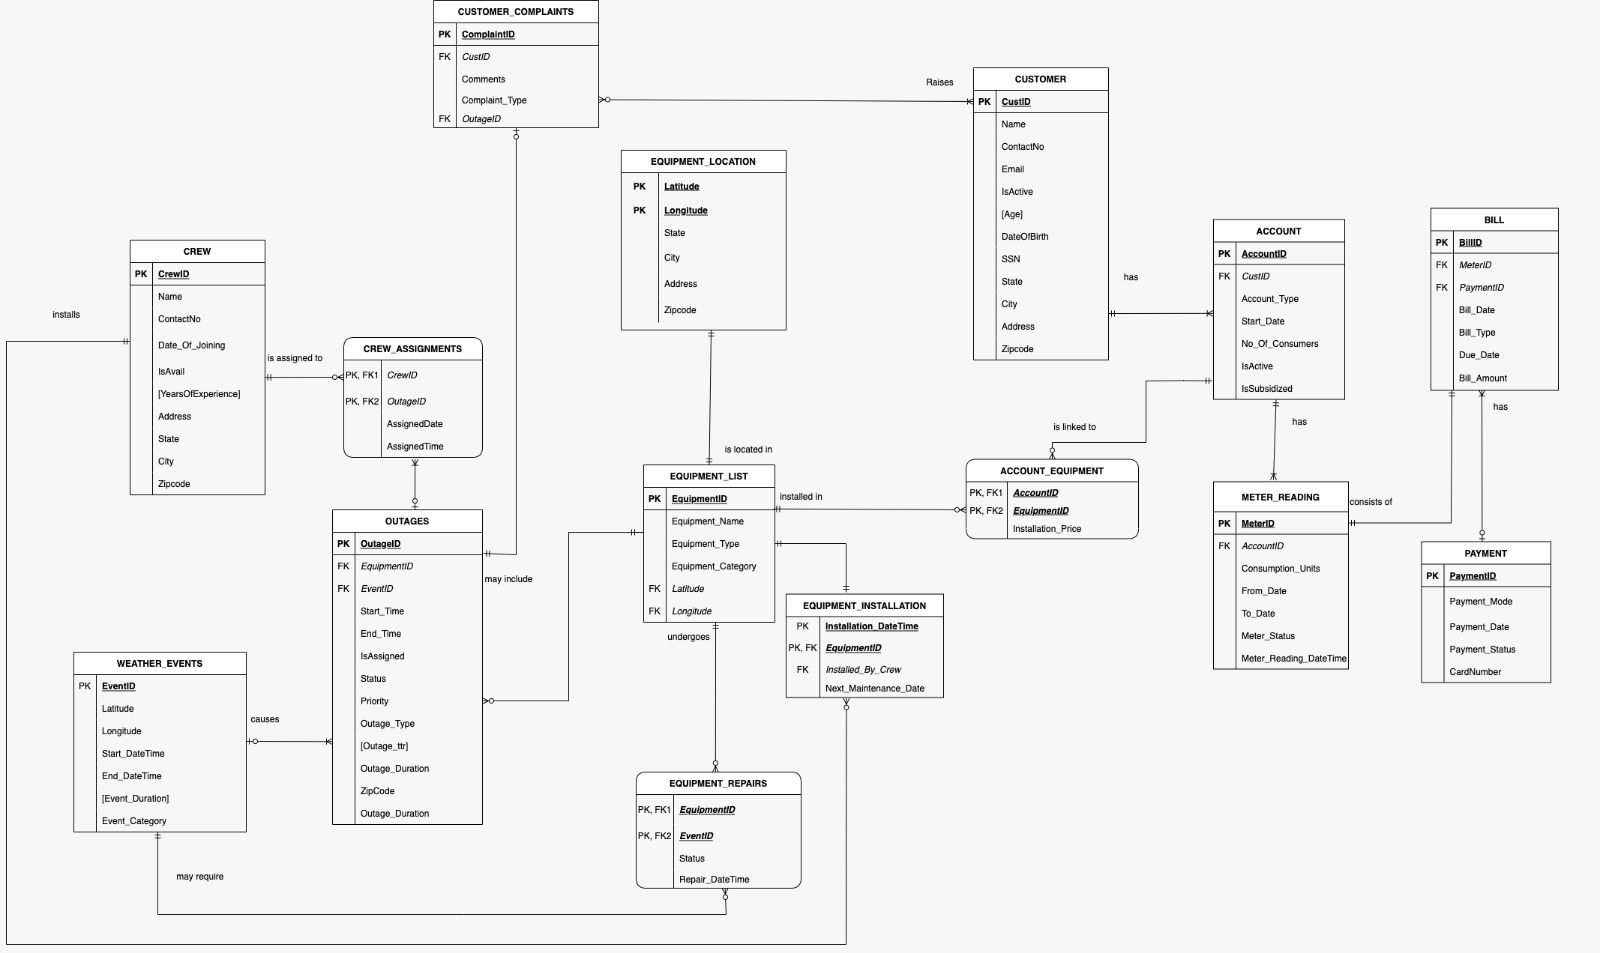 CUSTOMER_COMPLAINTS
PK ComplaintID
FK CustID
Comments
Complaint_Type
FK OutageID
Raises
CUSTOMER
PK CustID
Name
ContactNo
Email
IsActive
[Age]
DateOfBirth
SSN
State
City
Address
Zipcode
EQUIPMENT_LOCATION
PK Latitude
PK Longitude
State
City
Address
Zipcode
has
ACCOUNT
PK AccountID
FK CustID
Account_Type
Start_Date
No_Of_Consumers
IsActive
IsSubsidized
BILL
PK BillID
FK MeterID
FK PaymentID
Bill_Date
Bill_Type
Due_Date
Bill_Amount
CREW
PK CrewID
Name
ContactNo
Date_Of_Joining
IsAvail
[YearsOfExperience]
Address
State
City
Zipcode
installs
is assigned to
CREW_ASSIGNMENTS
PK, FK1 CrewID
PK, FK2 OutageID
AssignedDate
AssignedTime
is located in
is linked to
has
has
EQUIPMENT_LIST
PK EquipmentID
Equipment_Name
Equipment_Type
Equipment_Category
FK Latitude
FK Longitude
installed in
ACCOUNT_EQUIPMENT
PK, FK1 AccountID
PK, FK2 EquipmentID
Installation_Price
METER_READING
PK MeterID
FK AccountID
Consumption_Units
From_Date
To_Date
Meter_Status
Meter_Reading_DateTime
consists of
PAYMENT
PK PaymentID
Payment_Mode
Payment_Date
Payment_Status
CardNumber
OUTAGES
PK OutageID
FK EquipmentID
FK EventID
Start_Time
End_Time
IsAssigned
Status
Priority
Outage_Type
[Outage_ttr]
Outage_Duration
ZipCode
Outage_Duration
may include
undergoes
EQUIPMENT_INSTALLATION
PK Installation_DateTime
PK, FK EquipmentID
FK Installed_By_Crew
Next_Maintenance_Date
WEATHER_EVENTS
PK EventID
Latitude
Longitude
Start_DateTime
End_DateTime
[Event_Duration]
Event_Category
causes
EQUIPMENT_REPAIRS
PK, FK1 EquipmentID
PK, FK2 EventID
Status
Repair_DateTime
may require